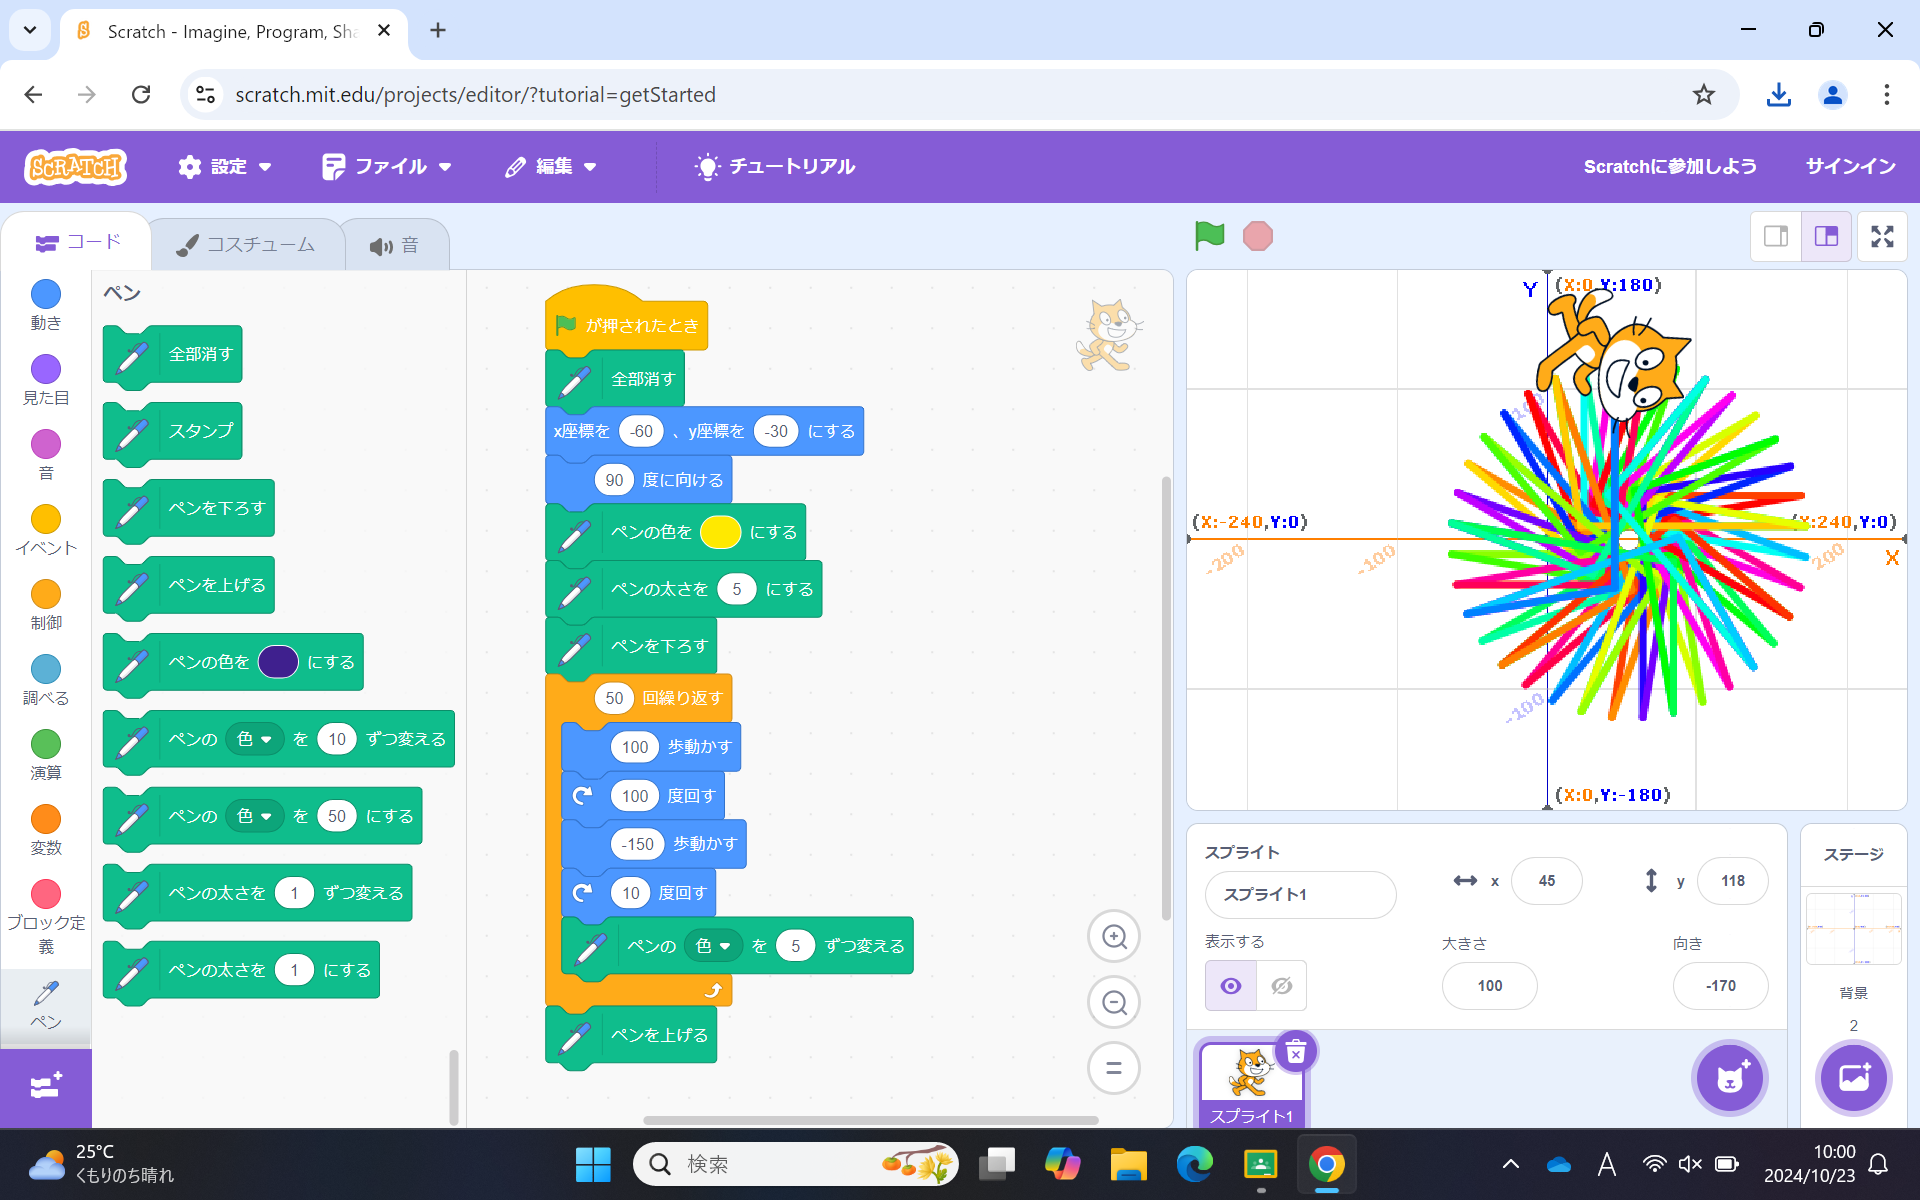 Scratch - Imagine, Program, Sha
scratch.mit.edu/projects/editor/?tutorial=getStarted
SCRATCH
設定
ファイル
編集
チュートリアル
Scratchに参加しよう
サインイン
コード
コスチューム
音
動き
見た目
音
イベント
制御
調べる
演算
変数
ブロック定
義
ペン
ペン
全部消す
スタンプ
ペンを下ろす
ペンを上げる
ペンの色を にする
ペンの 色 を 10 ずつ変える
ペンの 色 を 50 にする
ペンの太さを 1 ずつ変える
ペンの太さを 1 にする
が押されたとき
全部消す
x座標を -60 、y座標を -30 にする
90 度に向ける
ペンの色を にする
ペンの太さを 5 にする
ペンを下ろす
50 回繰り返す
100 歩動かす
100 度回す
-150 歩動かす
10 度回す
ペンの 色 を 5 ずつ変える
ペンを上げる
Y
(X:0,Y:180)
100
(X:-240,Y:0)
(X:240,Y:0)
-200
-100
200
X
-100
(X:0,Y:-180)
スプライト
スプライト1
x 45
y 118
表示する
大きさ
100
向き
-170
スプライト1
ステージ
背景
2
25°C
くもりのち晴れ
検索
A
10:00
2024/10/23